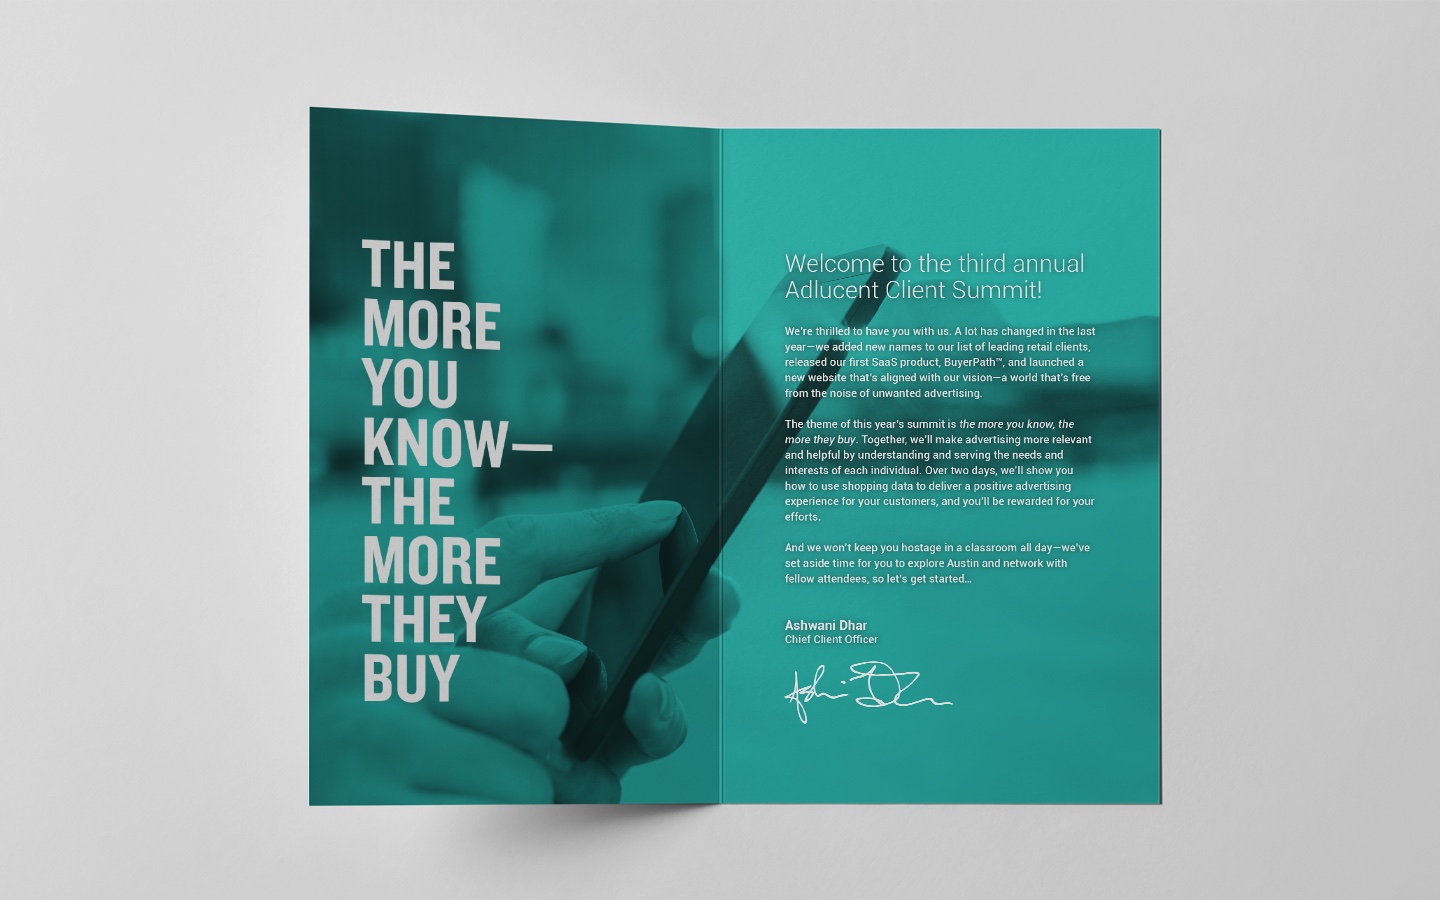 THE
MORE
YOU
KNOW—
THE
MORE
THEY
BUY
Welcome to the third annual
Adlucent Client Summit!
We're thrilled to have you with us. A lot has changed in the last
year—we added new names to our list of leading retail clients,
released our first SaaS product, BuyerPath™, and launched a
new website that's aligned with our vision—a world that's free
from the noise of unwanted advertising.
The theme of this year's summit is the more you know, the
more they buy. Together, we'll make advertising more relevant
and helpful by understanding and serving the needs and
interests of each individual. Over two days, we'll show you
how to use shopping data to deliver a positive advertising
experience for your customers, and you'll be rewarded for your
efforts.
And we won't keep you hostage in a classroom all day—we've
set aside time for you to explore Austin and network with
fellow attendees, so let's get started...
Ashwani Dhar
Chief Client Officer